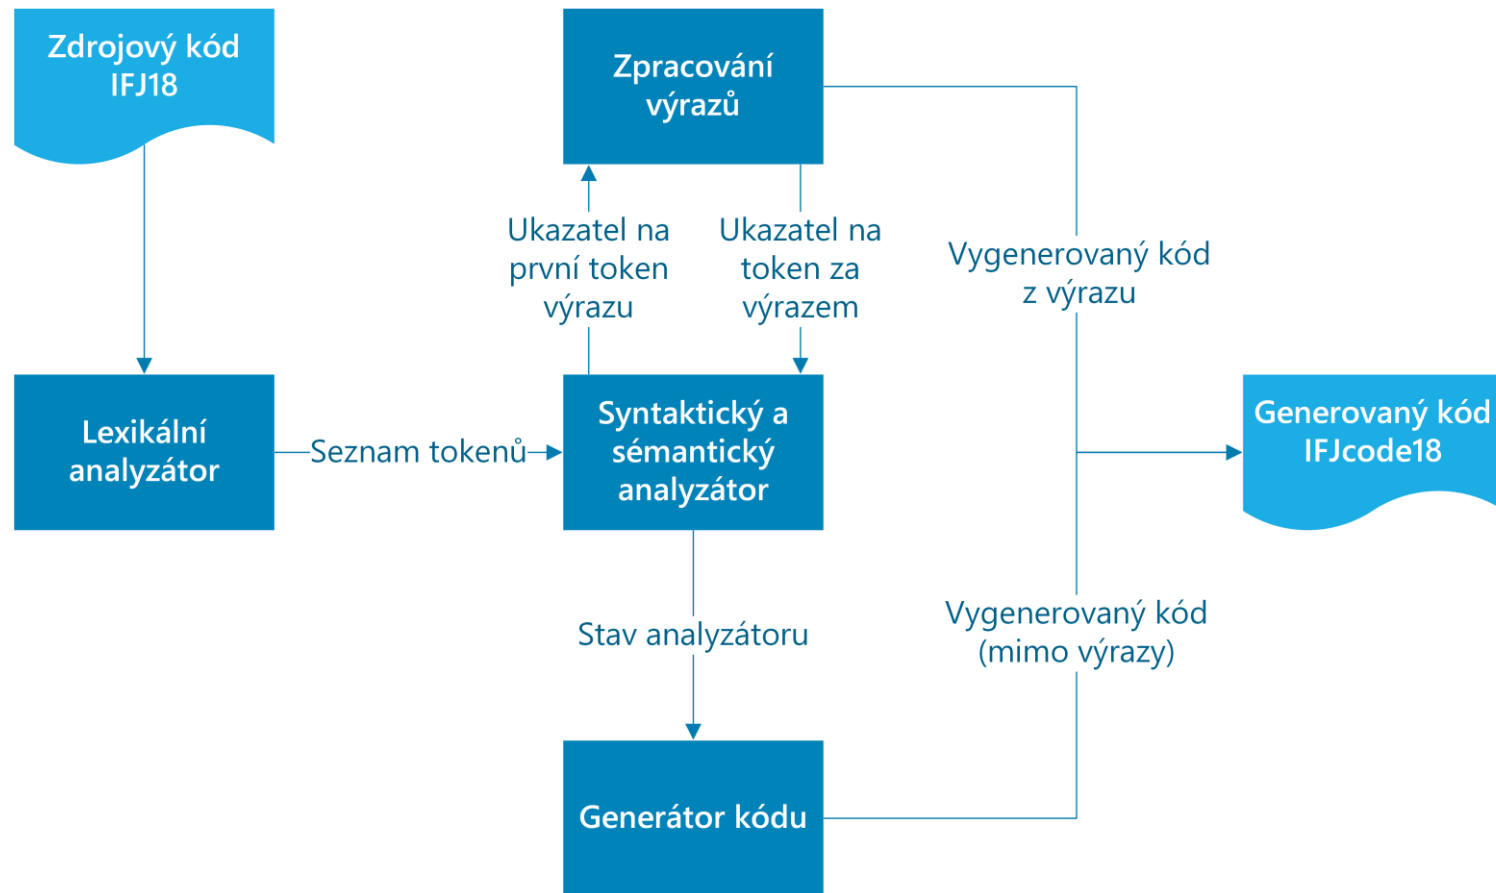 Zdrojový kód
IFJ18
Zpracování
výrazů
Ukazatel na
první token
výrazu
Ukazatel na
token za
výrazem
Vygenerovaný kód
z výrazu
Lexikální
analyzátor
Seznam tokenů
Syntaktický a
sémantický
analyzátor
Generovaný kód
IFJcode18
Stav analyzátoru
Vygenerovaný kód
(mimo výrazy)
Generátor kódu